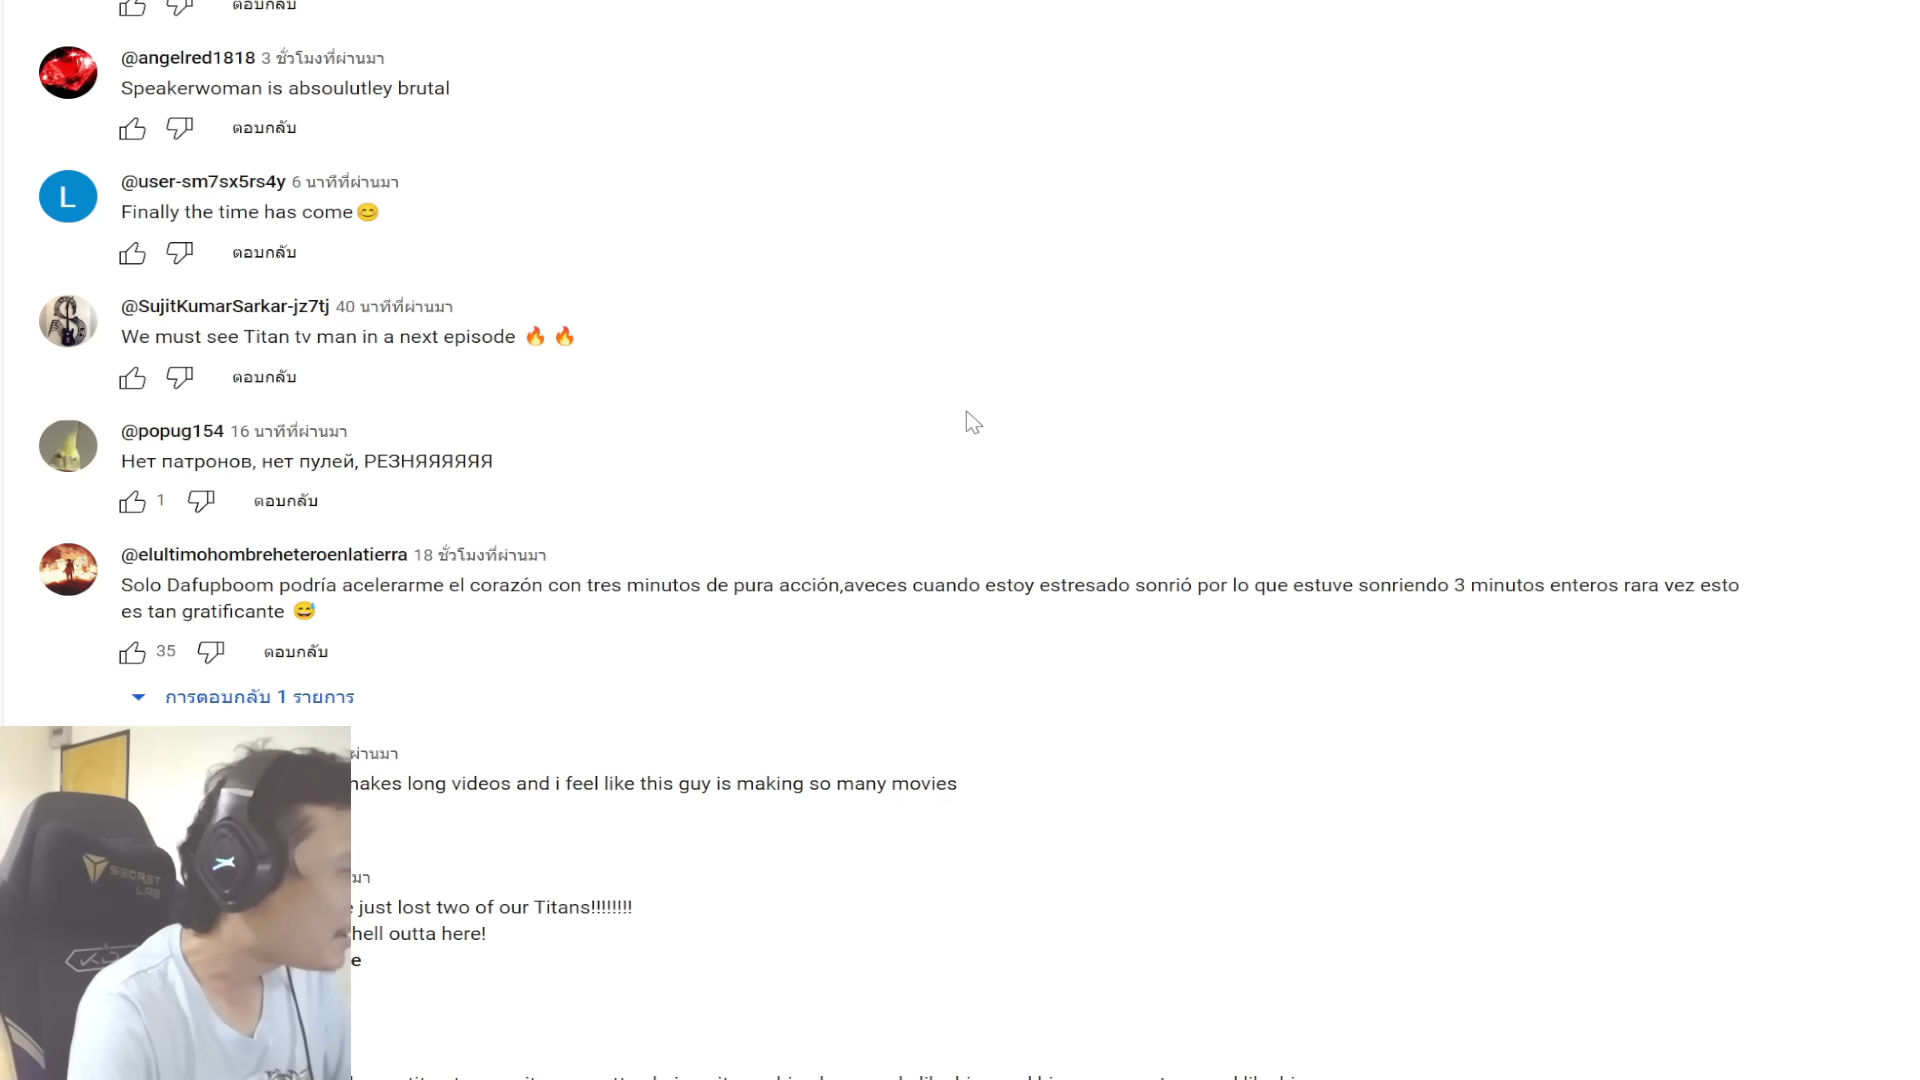 ตอบกลับ
@angelred1818 3 ชั่วโมงที่ผ่านมา
Speakerwoman is absoulutley brutal
ตอบกลับ
L
@user-sm7sx5rs4y 6 นาทีที่ผ่านมา
Finally the time has come😊
ตอบกลับ
@SujitKumarSarkar-jz7tj 40 นาทีที่ผ่านมา
We must see Titan tv man in a next episode 🔥 🔥
ตอบกลับ
@popug154 16 นาทีที่ผ่านมา
Нет патронов, нет пулей, РЕЗНЯЯЯЯЯЯ
1 ตอบกลับ
@elultimohombreheteroenlatierra 18 ชั่วโมงที่ผ่านมา
Solo Dafupboom podría acelerarme el corazón con tres minutos de pura acción,aveces cuando estoy estresado sonrió por lo que estuve sonriendo 3 minutos enteros rara vez esto
es tan gratificante 😅
35 ตอบกลับ
การตอบกลับ 1 รายการ
ผ่านมา
makes long videos and i feel like this guy is making so many movies
มา
just lost two of our Titans!!!!!!!!
hell outta here!
e
SECRET
LAB